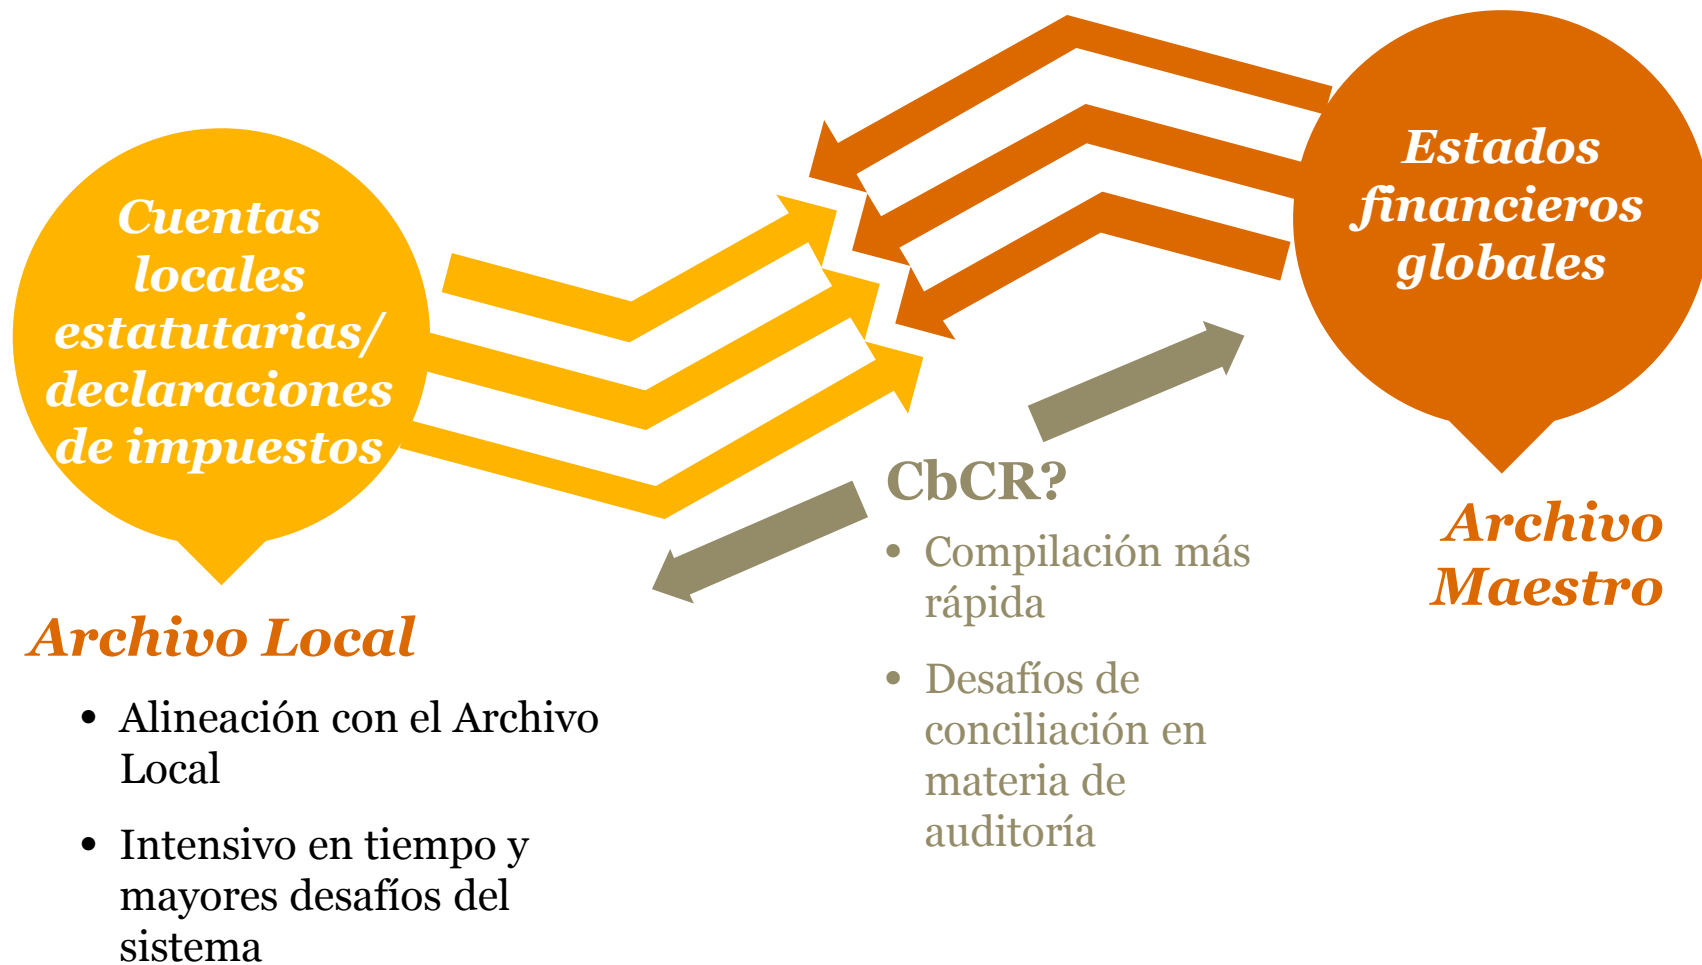 Cuentas
locales
estatutarias/
declaraciones
de impuestos
Estados
financieros
globales
Archivo Local
• Alineación con el Archivo
Local
• Intensivo en tiempo y
mayores desafíos del
sistema
CbCR?
• Compilación más
rápida
• Desafíos de
conciliación en
materia de
auditoría
Archivo
Maestro